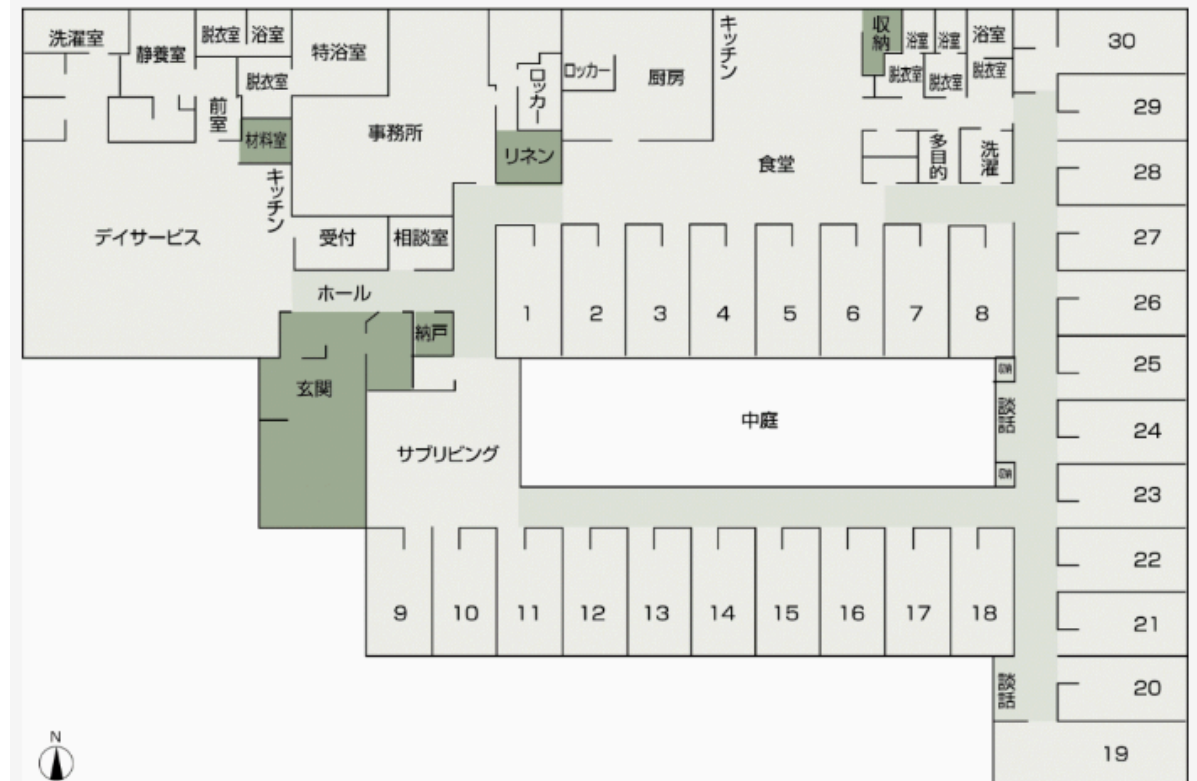 洗濯室
静養室
脱衣室
浴室
特浴室
脱衣室
前室
材料室
キッチン
事務所
ロッカー
ロッカー
リネン
厨房
キッチン
収納
浴室
浴室
浴室
脱衣室
脱衣室
脱衣室
食堂
多目的
洗濯
デイサービス
受付
相談室
ホール
納戸
玄関
サブリビング
中庭
談話
談話
1
2
3
4
5
6
7
8
9
10
11
12
13
14
15
16
17
18
30
29
28
27
26
25
24
23
22
21
20
19
N